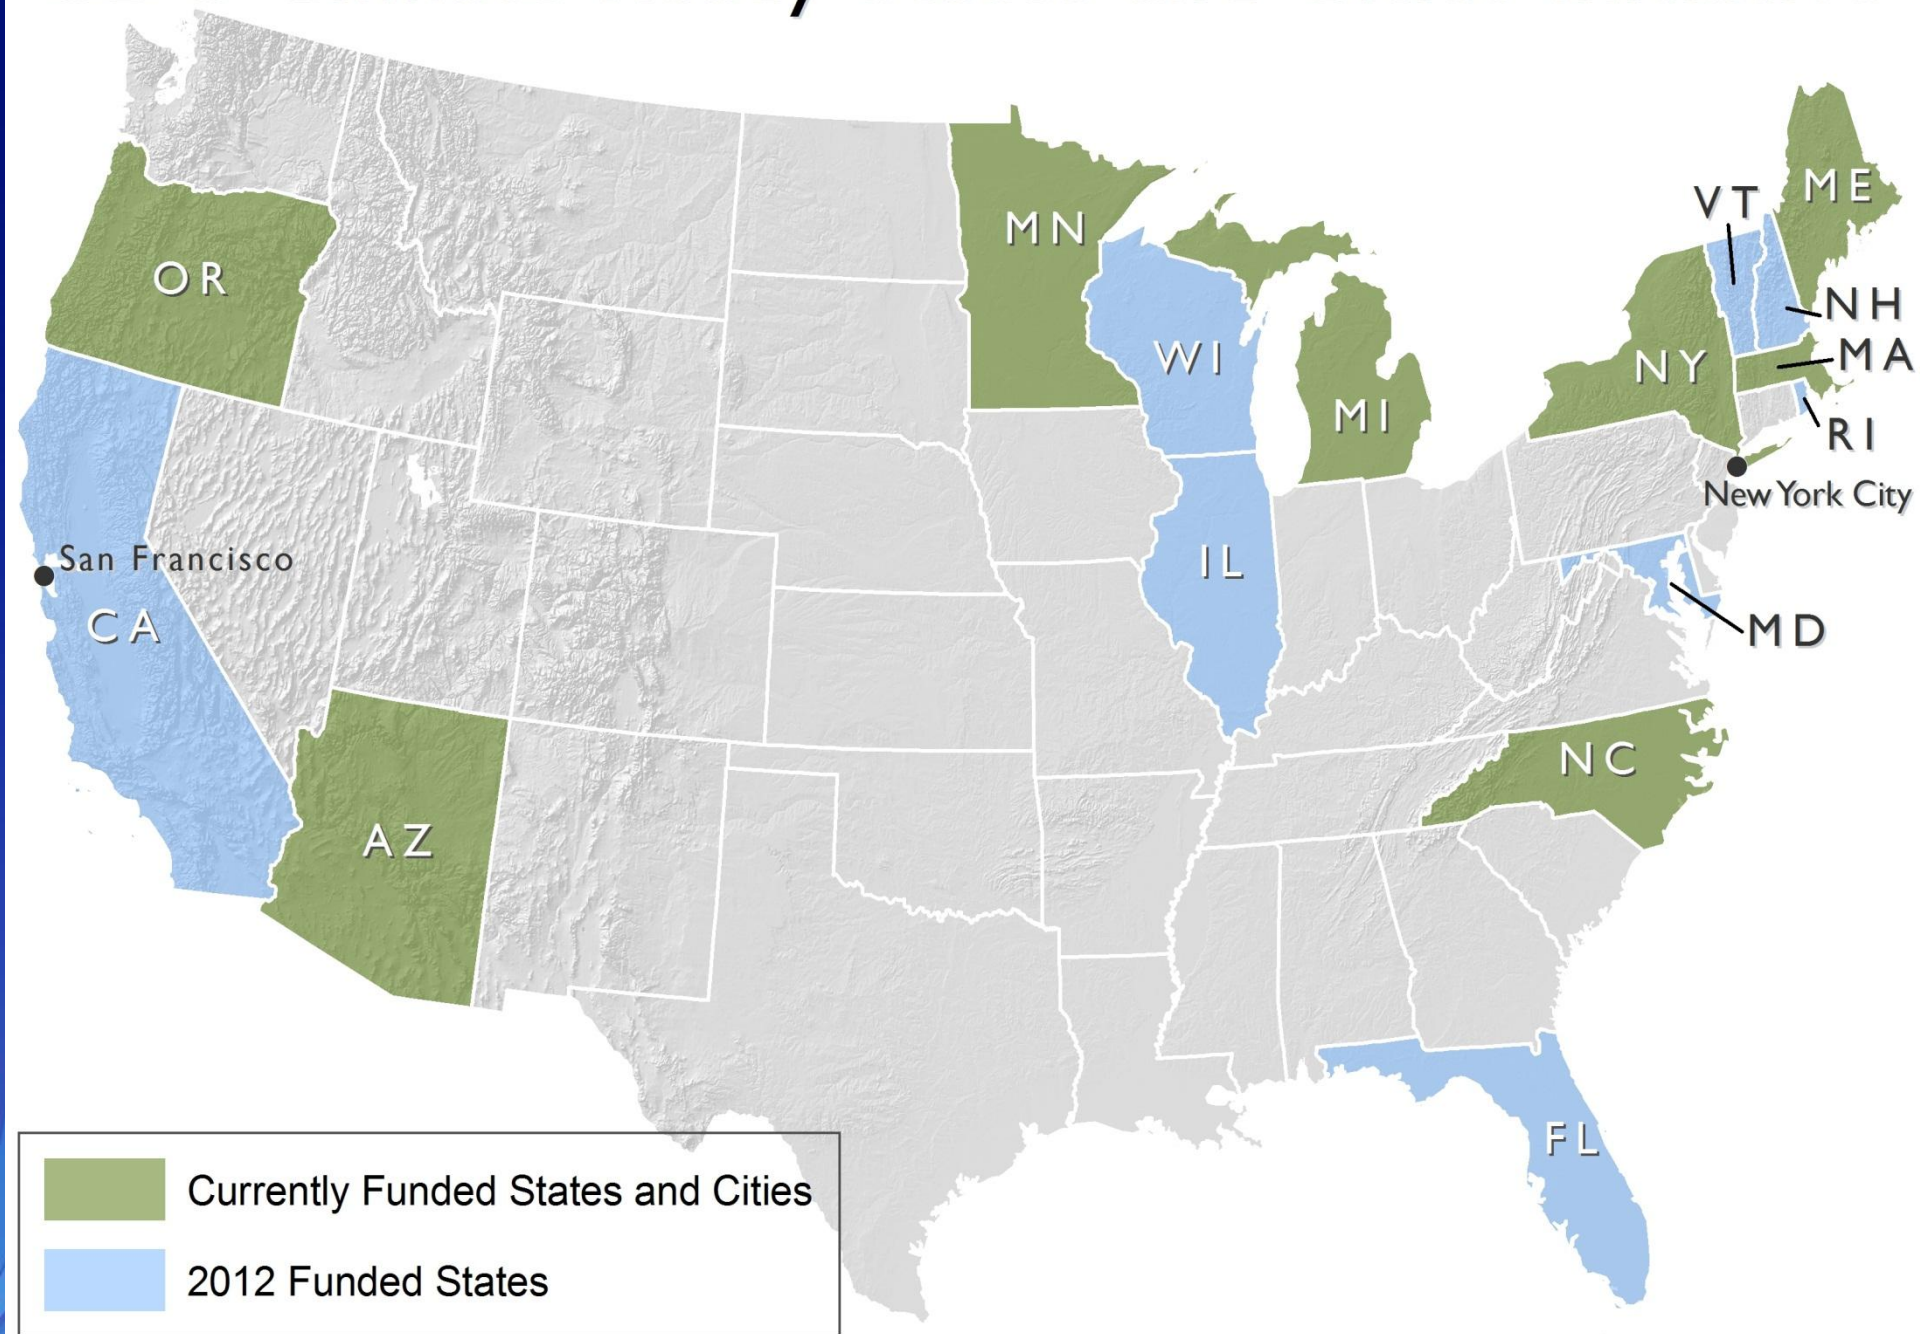 OR
MN
VT
ME
NH
WI
NY
MA
MI
RI
New York City
San Francisco
IL
CA
MD
NC
AZ
FL
Currently Funded States and Cities
2012 Funded States